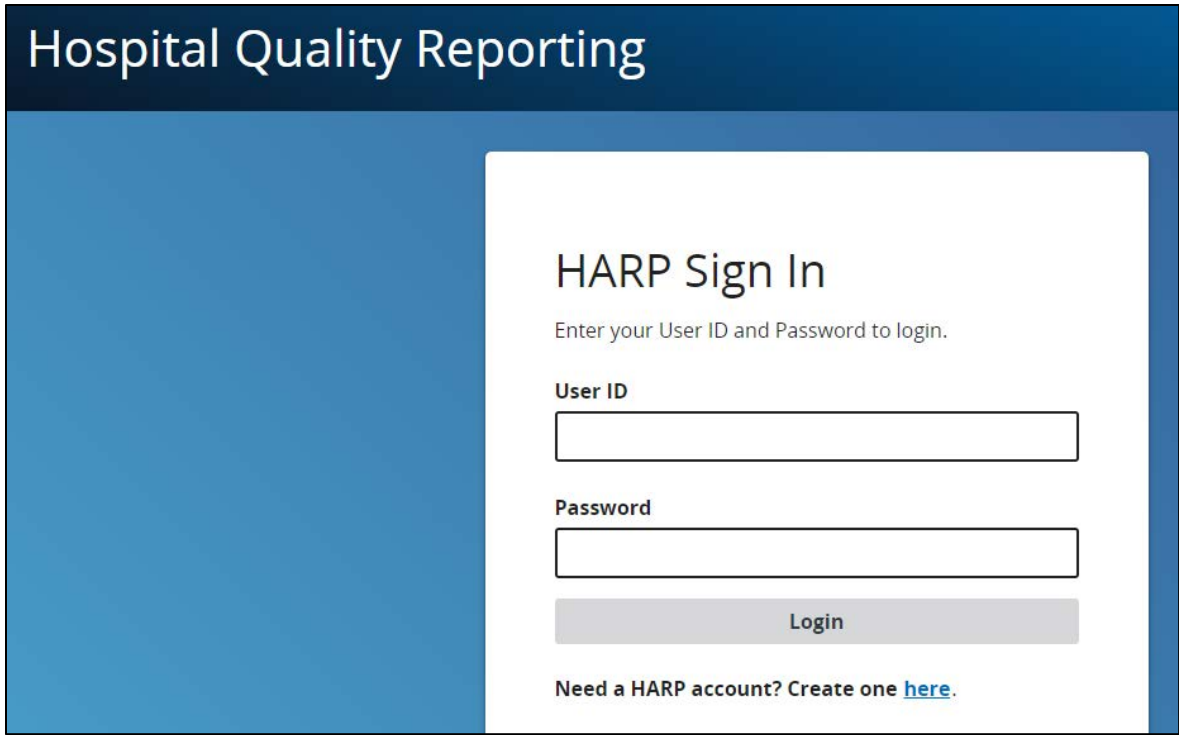 Hospital Quality Reporting
HARP Sign In
Enter your User ID and Password to login.
User ID
Password
Login
Need a HARP account? Create one here.